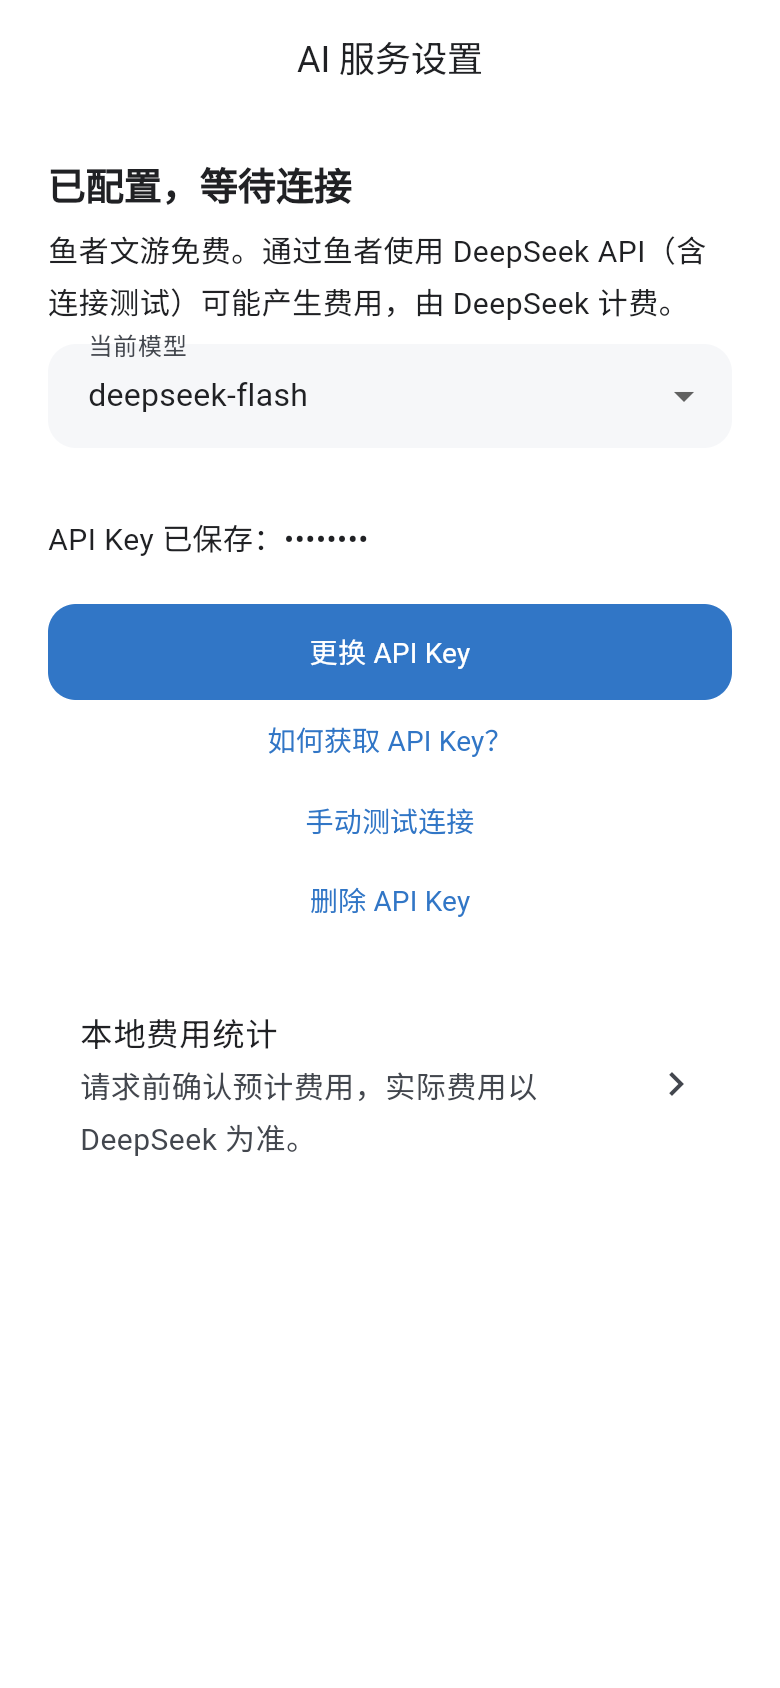 AI 服务设置
已配置，等待连接
鱼者文游免费。通过鱼者使用 DeepSeek API（含
连接测试）可能产生费用，由 DeepSeek 计费。
当前模型
deepseek-flash
API Key 已保存：••••••••
更换 API Key
如何获取 API Key？
手动测试连接
删除 API Key
本地费用统计
请求前确认预计费用，实际费用以
DeepSeek 为准。